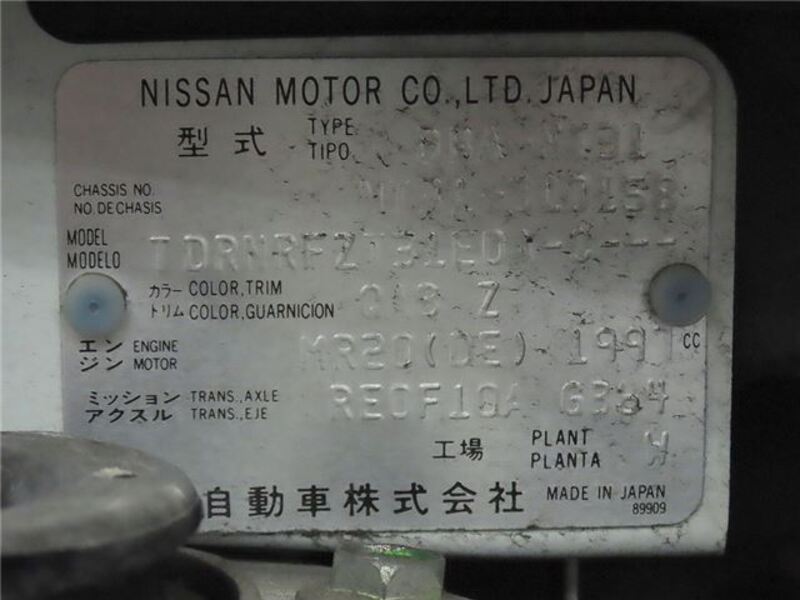 NISSAN MOTOR CO.,LTD. JAPAN
型式 TYPE
TIPO
CHASSIS NO.
NO. DE CHASIS
MODEL
MODELO
カラー COLOR,TRIM
トリム COLOR,GUARNICION Z
エン ENGINE
ジン MOTOR MR20(DE) CC
ミッション TRANS.,AXLE
アクスル TRANS.,EJE RE0F10A
工場 PLANT
PLANTA W
自動車株式会社 MADE IN JAPAN
89909